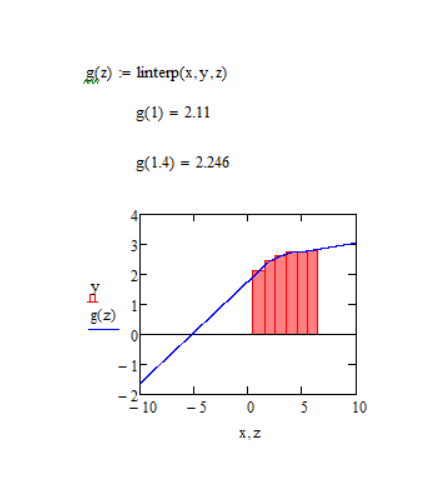 g(z) := linterp(x,y,z)
g(1) = 2.11
g(1.4) = 2.246
4
3
2
y
1
g(z)
0
− 1
− 2
− 10 − 5 0 5 10
x,z